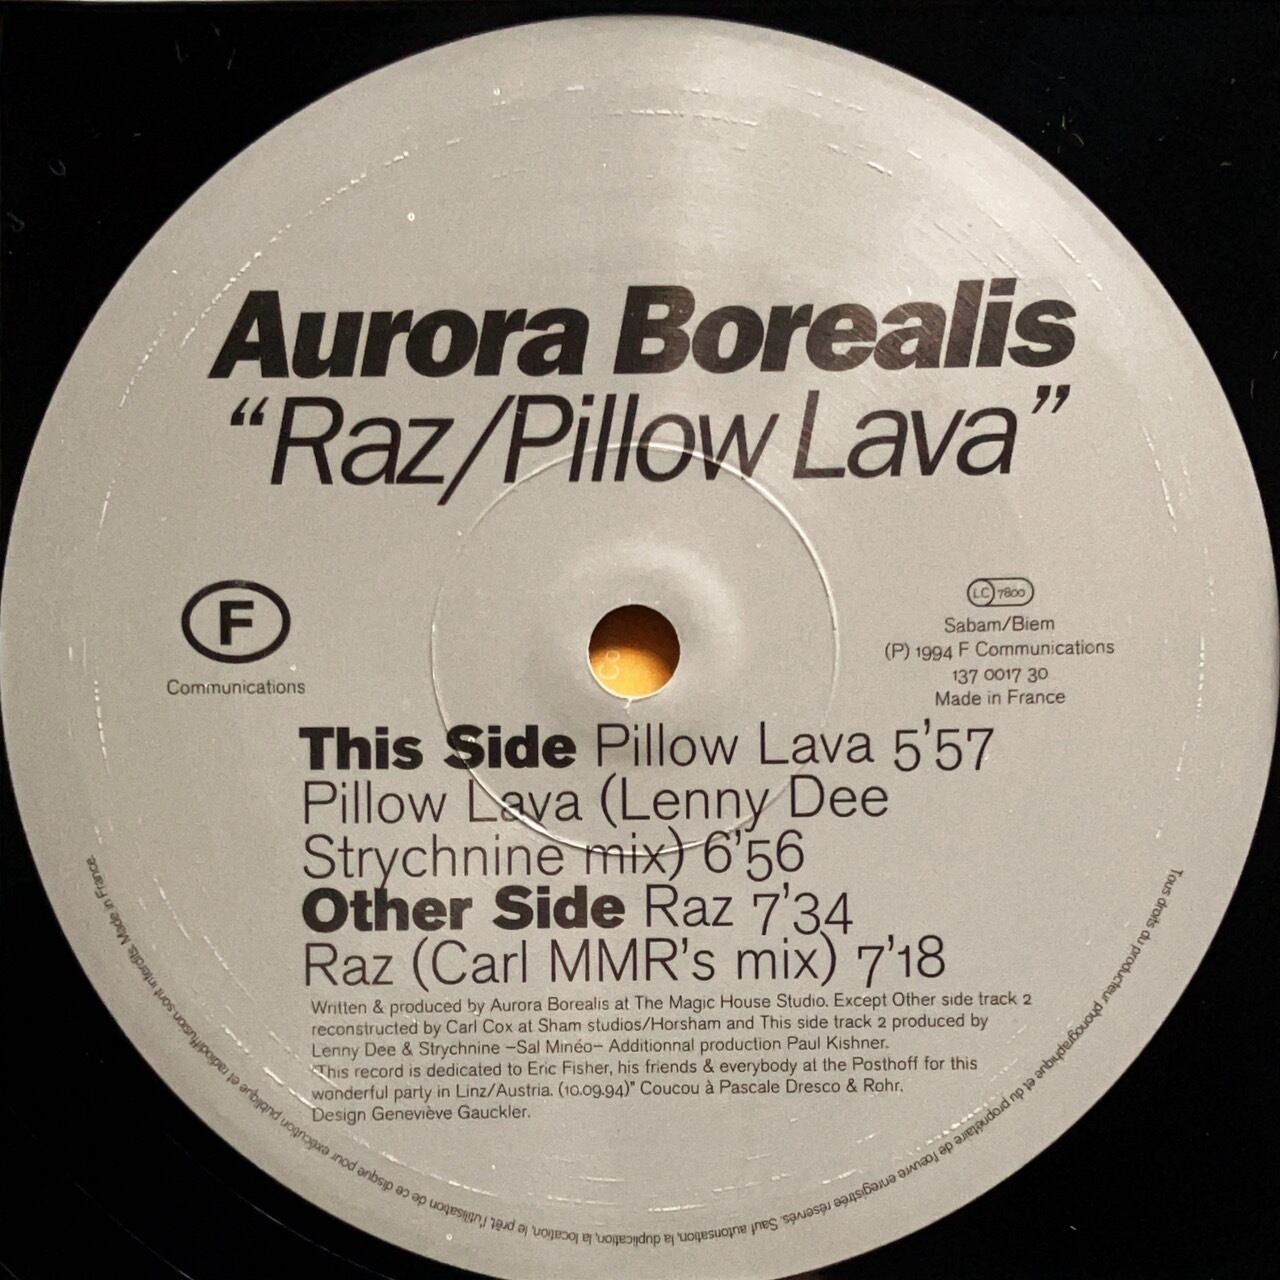 Aurora Borealis
“Raz/Pillow Lava”
F
Communications
LC 7800
Sabam/Biem
(P) 1994 F Communications
137 0017 30
Made in France
This Side Pillow Lava 5'57
Pillow Lava (Lenny Dee
Strychnine mix) 6'56
Other Side Raz 7'34
Raz (Carl MMR's mix) 7'18
Written & produced by Aurora Borealis at The Magic House Studio. Except Other side track 2
reconstructed by Carl Cox at Sham studios/Horsham and This side track 2 produced by
Lenny Dee & Strychnine –Sal Minéo– Additionnal production Paul Kishner.
"This record is dedicated to Eric Fisher, his friends & everybody at the Posthoff for this
wonderful party in Linz/Austria. (10.09.94)" Coucou à Pascale Dresco & Rohr.
Design Geneviève Gauckler.
Tous droits du producteur phonographique et du propriétaire de l'œuvre enregistrée réservés. Sauf autorisation, la duplication, la location, le prêt, l'utilisation de ce disque pour exécution publique et radiodiffusion sont interdits. Made in France.